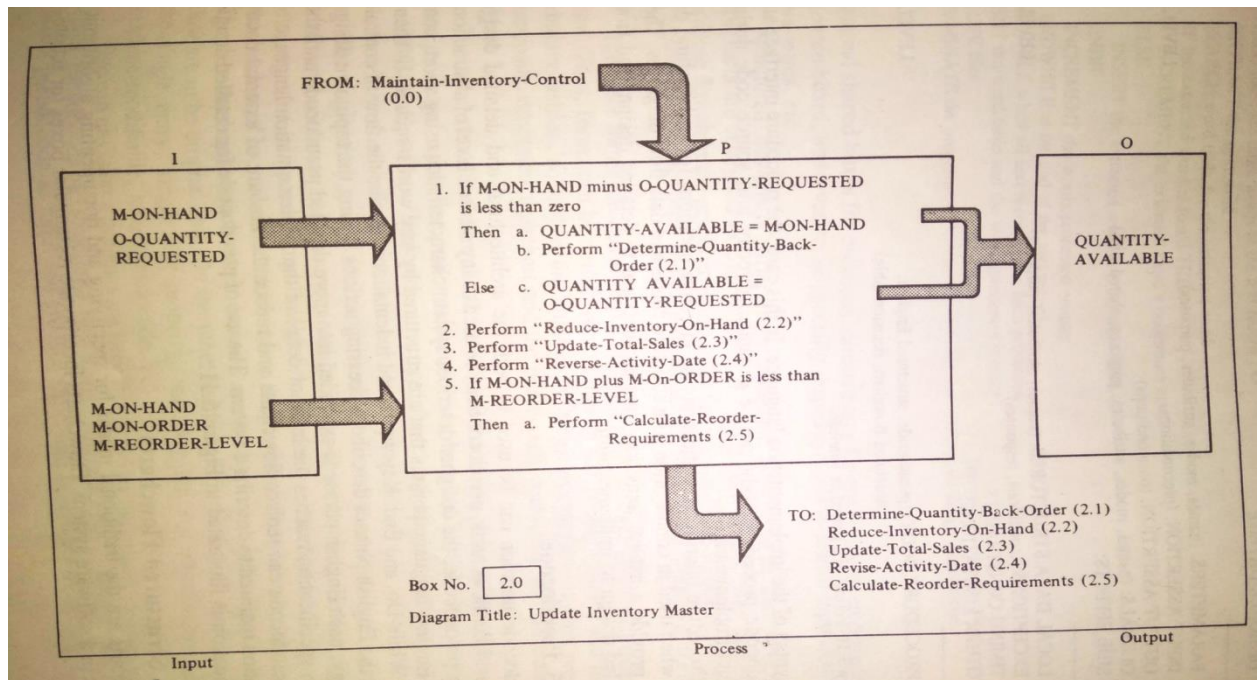 FROM: Maintain-Inventory-Control
(0.0)
I
P
O
M-ON-HAND
O-QUANTITY-
REQUESTED
M-ON-HAND
M-ON-ORDER
M-REORDER-LEVEL
1. If M-ON-HAND minus O-QUANTITY-REQUESTED
is less than zero
Then a. QUANTITY-AVAILABLE = M-ON-HAND
b. Perform “Determine-Quantity-Back-
Order (2.1)”
Else c. QUANTITY AVAILABLE =
O-QUANTITY-REQUESTED
2. Perform “Reduce-Inventory-On-Hand (2.2)”
3. Perform “Update-Total-Sales (2.3)”
4. Perform “Reverse-Activity-Date (2.4)”
5. If M-ON-HAND plus M-On-ORDER is less than
M-REORDER-LEVEL
Then a. Perform “Calculate-Reorder-
Requirements (2.5)
QUANTITY-
AVAILABLE
TO: Determine-Quantity-Back-Order (2.1)
Reduce-Inventory-On-Hand (2.2)
Update-Total-Sales (2.3)
Revise-Activity-Date (2.4)
Calculate-Reorder-Requirements (2.5)
Box No. 2.0
Diagram Title: Update Inventory Master
Input
Process
Output